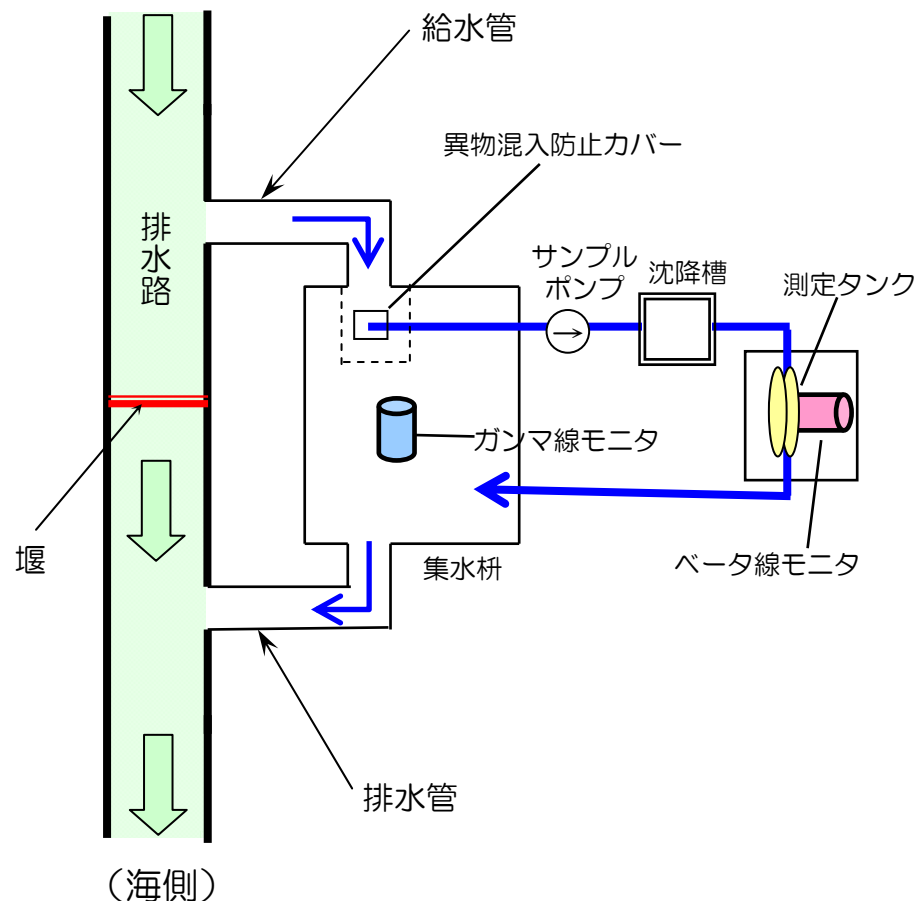 給水管
異物混入防止カバー
排水路
サンプル
ポンプ
沈降槽
測定タンク
ガンマ線モニタ
堰
集水枡
ベータ線モニタ
排水管
（海側）